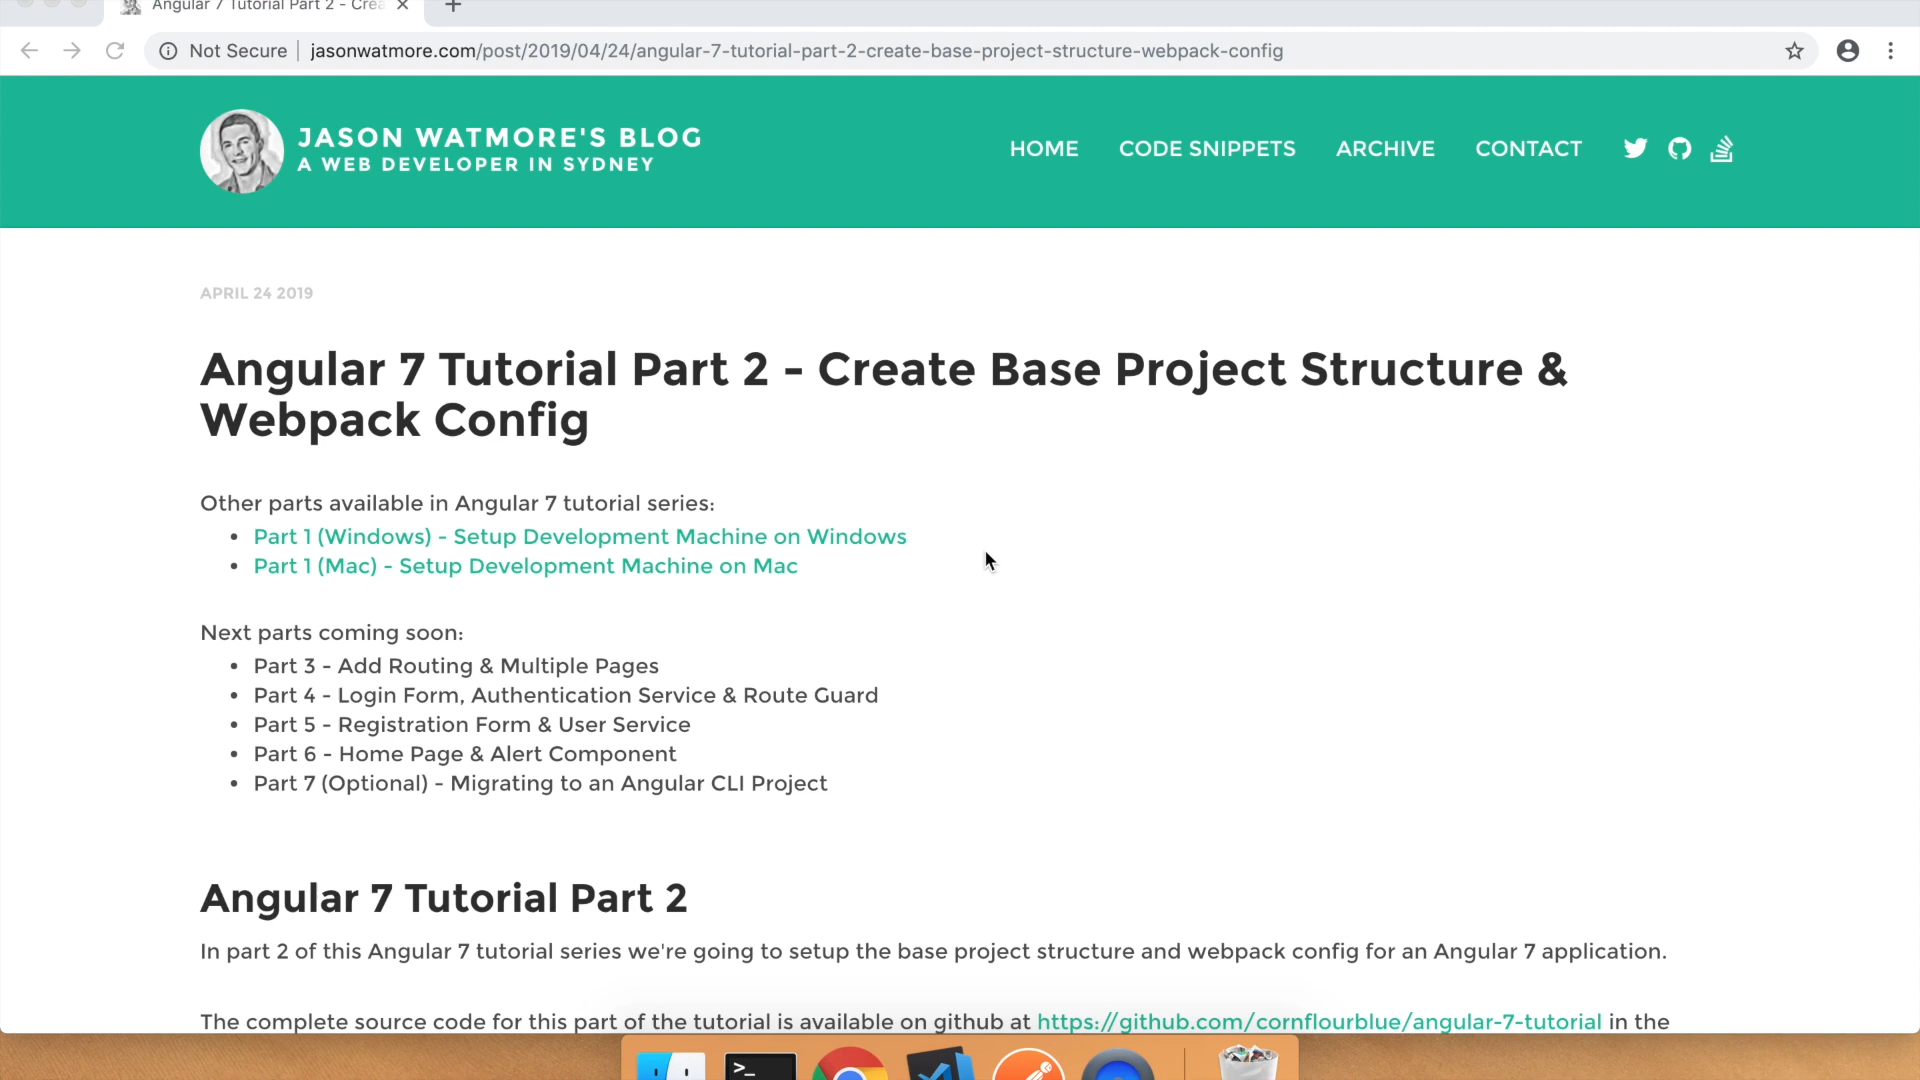 Angular 7 Tutorial Part 2 - Crea
Not Secure
jasonwatmore.com/post/2019/04/24/angular-7-tutorial-part-2-create-base-project-structure-webpack-config
JASON WATMORE'S BLOG
A WEB DEVELOPER IN SYDNEY
HOME
CODE SNIPPETS
ARCHIVE
CONTACT
APRIL 24 2019
Angular 7 Tutorial Part 2 - Create Base Project Structure &
Webpack Config
Other parts available in Angular 7 tutorial series:
• Part 1 (Windows) - Setup Development Machine on Windows
• Part 1 (Mac) - Setup Development Machine on Mac
Next parts coming soon:
• Part 3 - Add Routing & Multiple Pages
• Part 4 - Login Form, Authentication Service & Route Guard
• Part 5 - Registration Form & User Service
• Part 6 - Home Page & Alert Component
• Part 7 (Optional) - Migrating to an Angular CLI Project
Angular 7 Tutorial Part 2
In part 2 of this Angular 7 tutorial series we're going to setup the base project structure and webpack config for an Angular 7 application.
The complete source code for this part of the tutorial is available on github at https://github.com/cornflourblue/angular-7-tutorial in the
>_